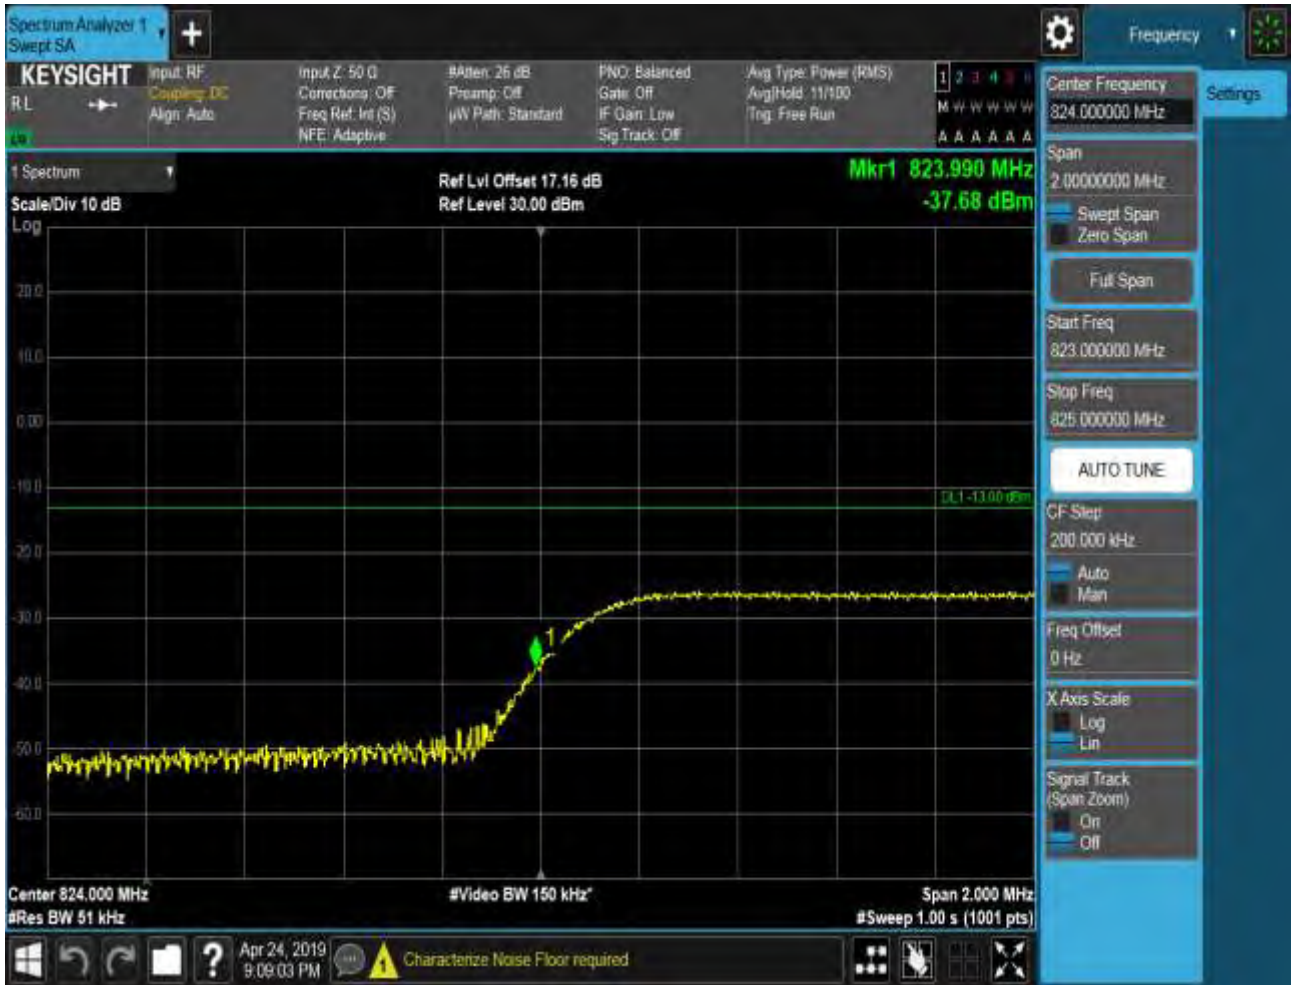 Spectrum Analyzer 1
Swept SA
+
Frequency
KEYSIGHT
RL
Input: RF
Coupling: DC
Align: Auto
Input Z: 50 Ω
Corrections: Off
Freq Ref: Int (S)
NFE: Adaptive
#Atten: 26 dB
Preamp: Off
µW Path: Standard
PNO: Balanced
Gate: Off
IF Gain: Low
Sig Track: Off
Avg Type: Power (RMS)
Avg|Hold: 11/100
Trig: Free Run
1 2 3 4 5 6
M W W W W W
A A A A A A
1 Spectrum
Scale/Div 10 dB
Log
Ref Lvl Offset 17.16 dB
Ref Level 30.00 dBm
Mkr1 823.990 MHz
-37.68 dBm
20.0
10.0
0.00
-10.0
DL1 -13.00 dBm
-20.0
-30.0
1
-40.0
-50.0
-60.0
Center 824.000 MHz
#Video BW 150 kHz*
Span 2.000 MHz
#Res BW 51 kHz
#Sweep 1.00 s (1001 pts)
Apr 24, 2019
9:09:03 PM
Characterize Noise Floor required
Center Frequency
824.000000 MHz
Settings
Span
2.00000000 MHz
Swept Span
Zero Span
Full Span
Start Freq
823.000000 MHz
Stop Freq
825.000000 MHz
AUTO TUNE
CF Step
200.000 kHz
Auto
Man
Freq Offset
0 Hz
X Axis Scale
Log
Lin
Signal Track
(Span Zoom)
On
Off